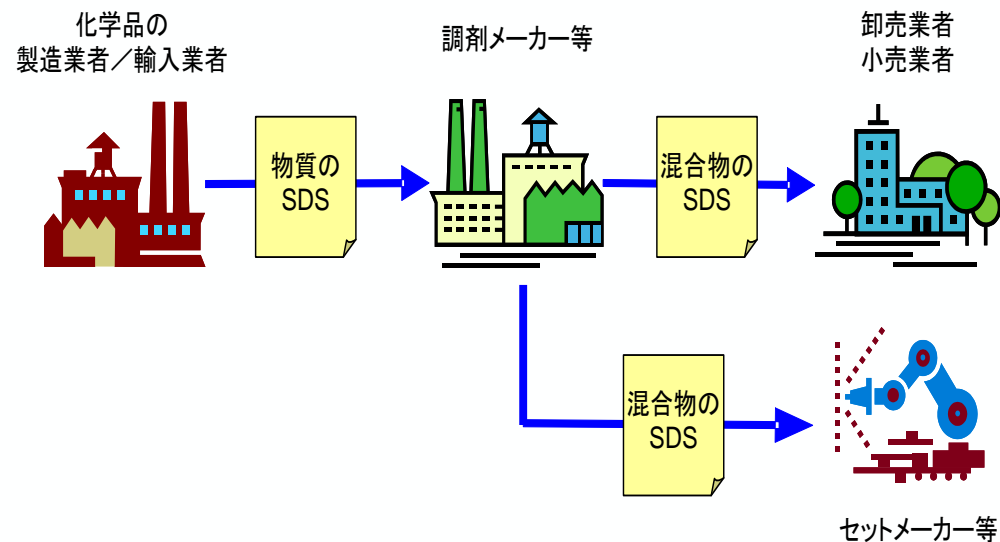 化学品の
製造業者／輸入業者
調剤メーカー等
卸売業者
小売業者
物質の
SDS
混合物の
SDS
混合物の
SDS
セットメーカー等